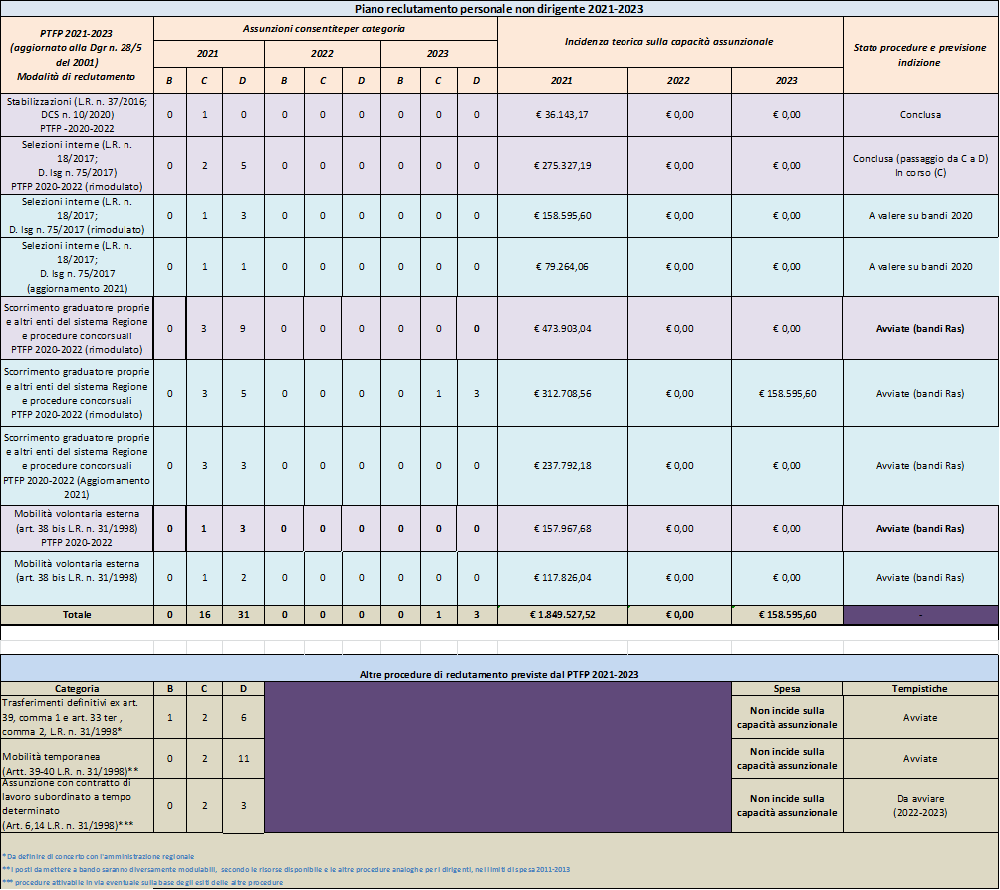 Piano reclutamento personale non dirigente 2021-2023
PTFP 2021-2023
(aggiornato alla Dgr n. 28/5
del 2001)
Modalità di reclutamento
Assunzioni consentiteper categoria
Incidenza teorica sulla capacità assunzionale
Stato procedure e previsione
indizione
2021 2022 2023
B C D B C D B C D 2021 2022 2023
Stabilizzazioni (L.R. n. 37/2016;
DCS n. 10/2020)
PTFP -2020-2022
0 1 0 0 0 0 0 0 0 € 36.143,17 € 0,00 € 0,00 Conclusa
Selezioni interne (L.R. n.
18/2017;
D. lsg n. 75/2017)
PTFP 2020-2022 (rimodulato)
0 2 5 0 0 0 0 0 0 € 275.327,19 € 0,00 € 0,00 Conclusa (passaggio da C a D)
In corso (C)
Selezioni interne (L.R. n.
18/2017;
D. lsg n. 75/2017 (rimodulato)
0 1 3 0 0 0 0 0 0 € 158.595,60 € 0,00 € 0,00 A valere su bandi 2020
Selezioni interne (L.R. n.
18/2017;
D. lsg n. 75/2017
(aggiornamento 2021)
0 1 1 0 0 0 0 0 0 € 79.264,06 € 0,00 € 0,00 A valere su bandi 2020
Scorrimento graduatore proprie
e altri enti del sistema Regione
e procedure concorsuali
PTFP 2020-2022 (rimodulato)
0 3 9 0 0 0 0 0 0 € 473.903,04 € 0,00 € 0,00 Avviate (bandi Ras)
Scorrimento graduatore proprie
e altri enti del sistema Regione
e procedure concorsuali
PTFP 2020-2022 (rimodulato)
0 3 5 0 0 0 0 1 3 € 312.708,56 € 0,00 € 158.595,60 Avviate (bandi Ras)
Scorrimento graduatore proprie
e altri enti del sistema Regione
e procedure concorsuali
PTFP 2020-2022 (Aggiornamento
2021)
0 3 3 0 0 0 0 0 0 € 237.792,18 € 0,00 € 0,00 Avviate (bandi Ras)
Mobilità volontaria esterna
(art. 38 bis L.R. n. 31/1998)
PTFP 2020-2022
0 1 3 0 0 0 0 0 0 € 157.967,68 € 0,00 € 0,00 Avviate (bandi Ras)
Mobilità volontaria esterna
(art. 38 bis L.R. n. 31/1998)
0 1 2 0 0 0 0 0 0 € 117.826,04 € 0,00 € 0,00 Avviate (bandi Ras)
Totale 0 16 31 0 0 0 0 1 3 € 1.849.527,52 € 0,00 € 158.595,60 -
Altre procedure di reclutamento previste dal PTFP 2021-2023
Categoria B C D Spesa Tempistiche
Trasferimenti definitivi ex art.
39, comma 1 e art. 33 ter ,
comma 2, L.R. n. 31/1998*
1 2 6 Non incide sulla
capacità assunzionale
Avviate
Mobilità temporanea
(Artt. 39-40 L.R. n. 31/1998)**
0 2 11 Non incide sulla
capacità assunzionale
Avviate
Assunzione con contratto di
lavoro subordinato a tempo
determinato
(Art. 6,14 L.R. n. 31/1998)***
0 2 3 Non incide sulla
capacità assunzionale
Da avviare
(2022-2023)
*Da definire di concerto con l'amministrazione regionale
**I posti da mettere a bando saranno diversamente modulabili, secondo le risorse disponibile e le altre procedure analoghe per i dirigenti, nei limiti di spesa 2011-2013
*** procedure attivabile in via eventuale sulla base degli esiti delle altre procedure